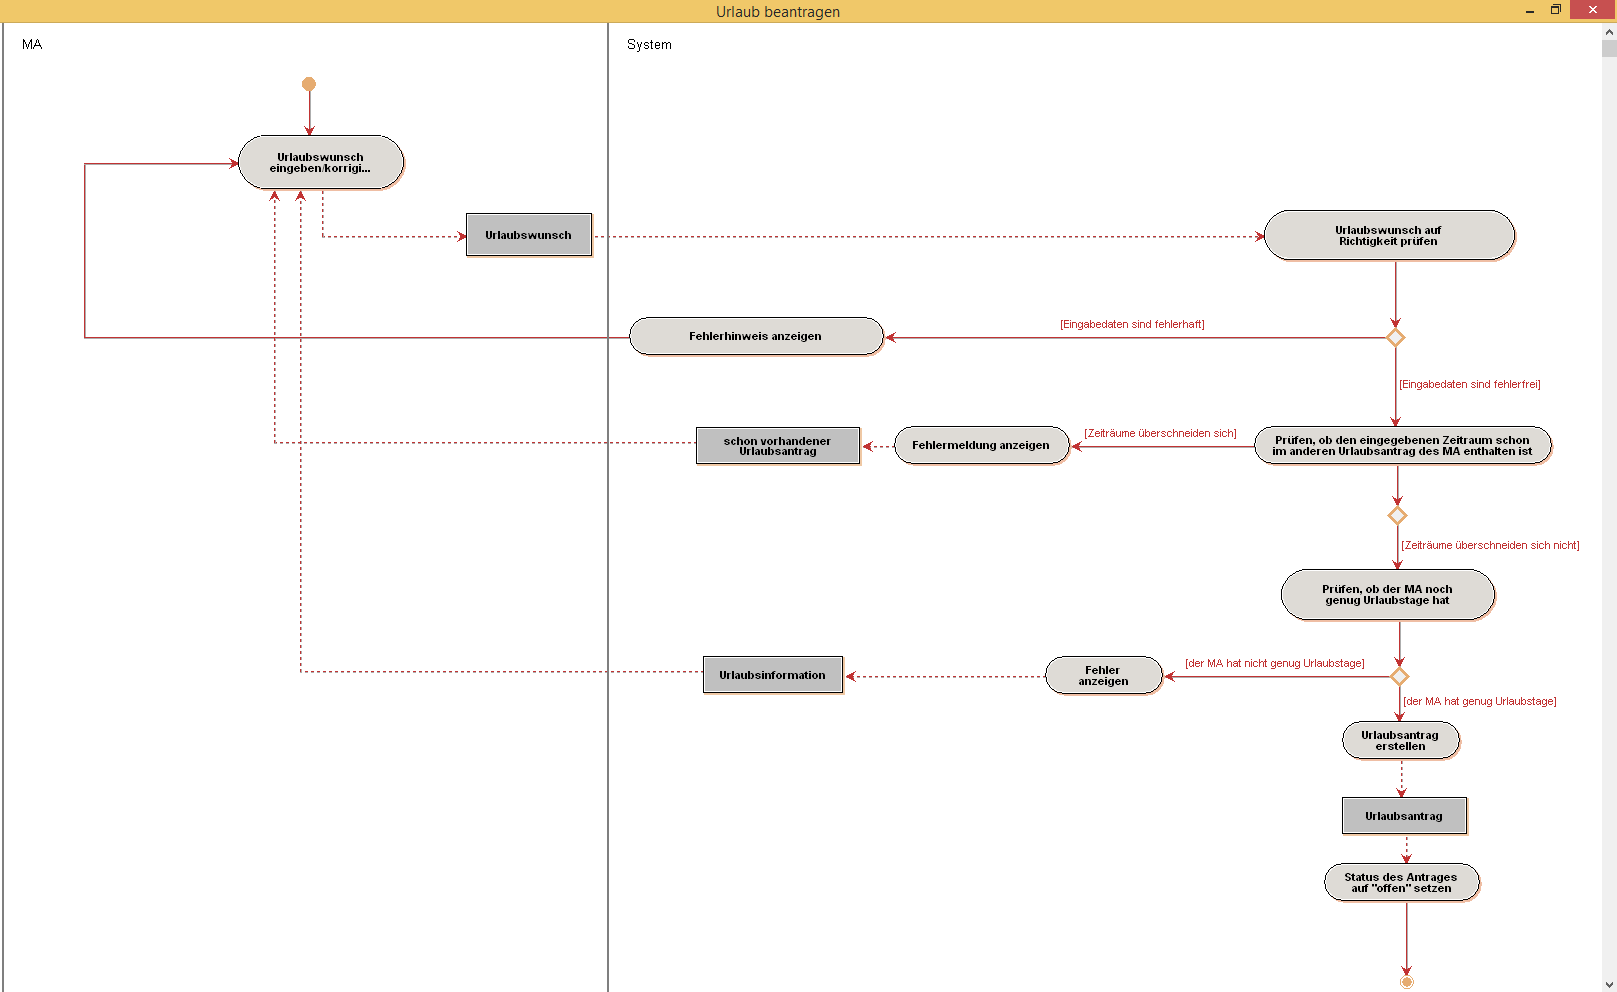 Urlaub beantragen
MA
System
Urlaubswunsch
eingeben/korrigi...
Urlaubswunsch
Urlaubswunsch auf
Richtigkeit prüfen
[Eingabedaten sind fehlerhaft]
Fehlerhinweis anzeigen
[Eingabedaten sind fehlerfrei]
schon vorhandener
Urlaubsantrag
Fehlermeldung anzeigen
[Zeiträume überschneiden sich]
Prüfen, ob den eingegebenen Zeitraum schon
im anderen Urlaubsantrag des MA enthalten ist
[Zeiträume überschneiden sich nicht]
Prüfen, ob der MA noch
genug Urlaubstage hat
Urlaubsinformation
Fehler
anzeigen
[der MA hat nicht genug Urlaubstage]
[der MA hat genug Urlaubstage]
Urlaubsantrag
erstellen
Urlaubsantrag
Status des Antrages
auf "offen" setzen